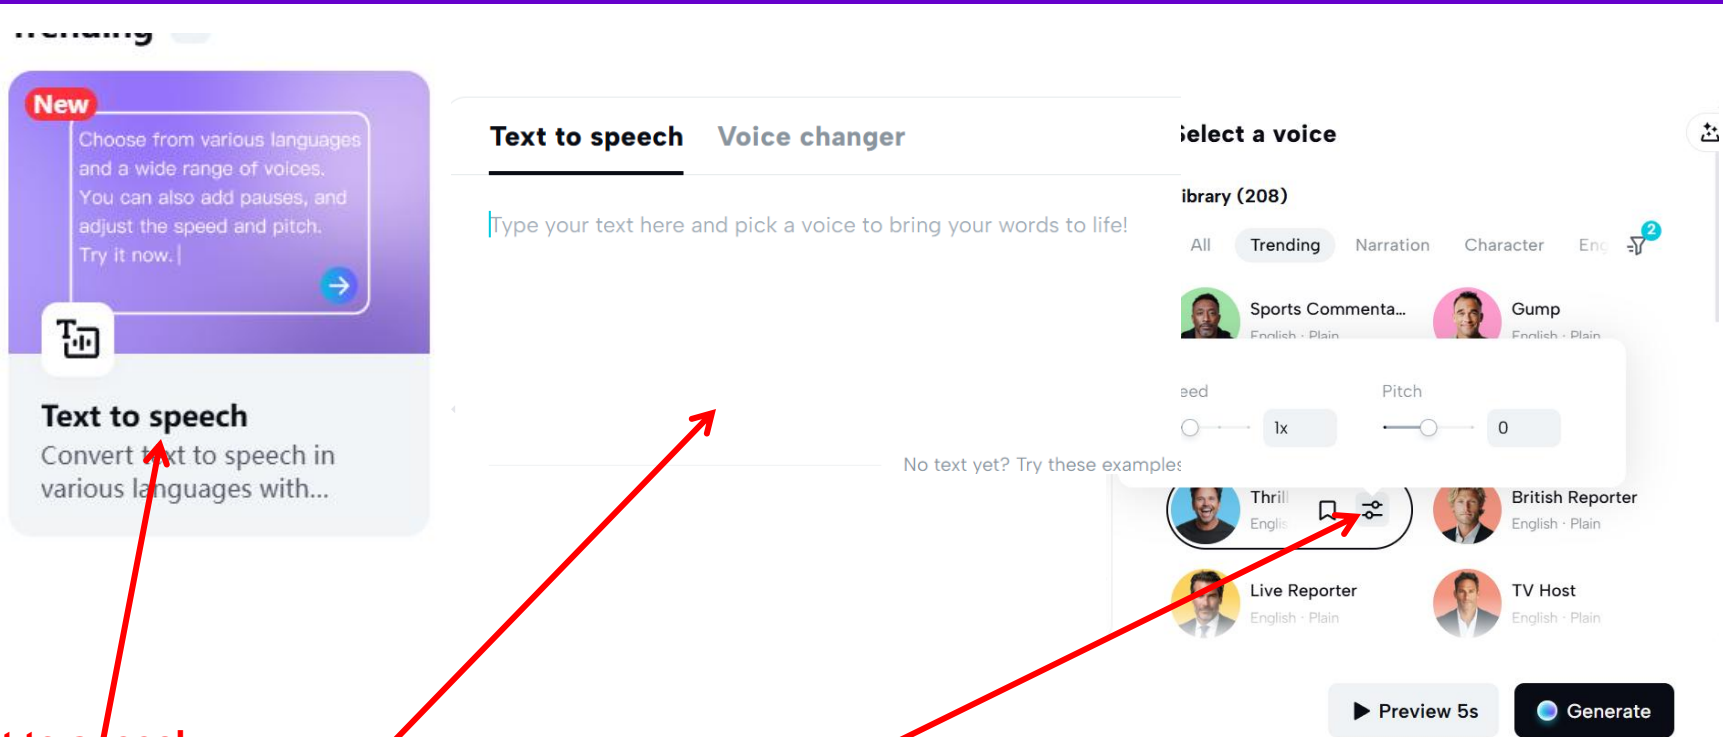 Trending
New
Choose from various languages
and a wide range of voices.
You can also add pauses, and
adjust the speed and pitch.
Try it now.
Text to speech
Convert text to speech in
various languages with...
Text to speech
Voice changer
Type your text here and pick a voice to bring your words to life!
No text yet? Try these examples
Select a voice
ibrary (208)
All
Trending
Narration
Character
Eng
2
Sports Commenta...
English · Plain
Gump
English · Plain
eed
1x
Pitch
0
Thrill
Englis
British Reporter
English · Plain
Live Reporter
English · Plain
TV Host
English · Plain
Preview 5s
Generate